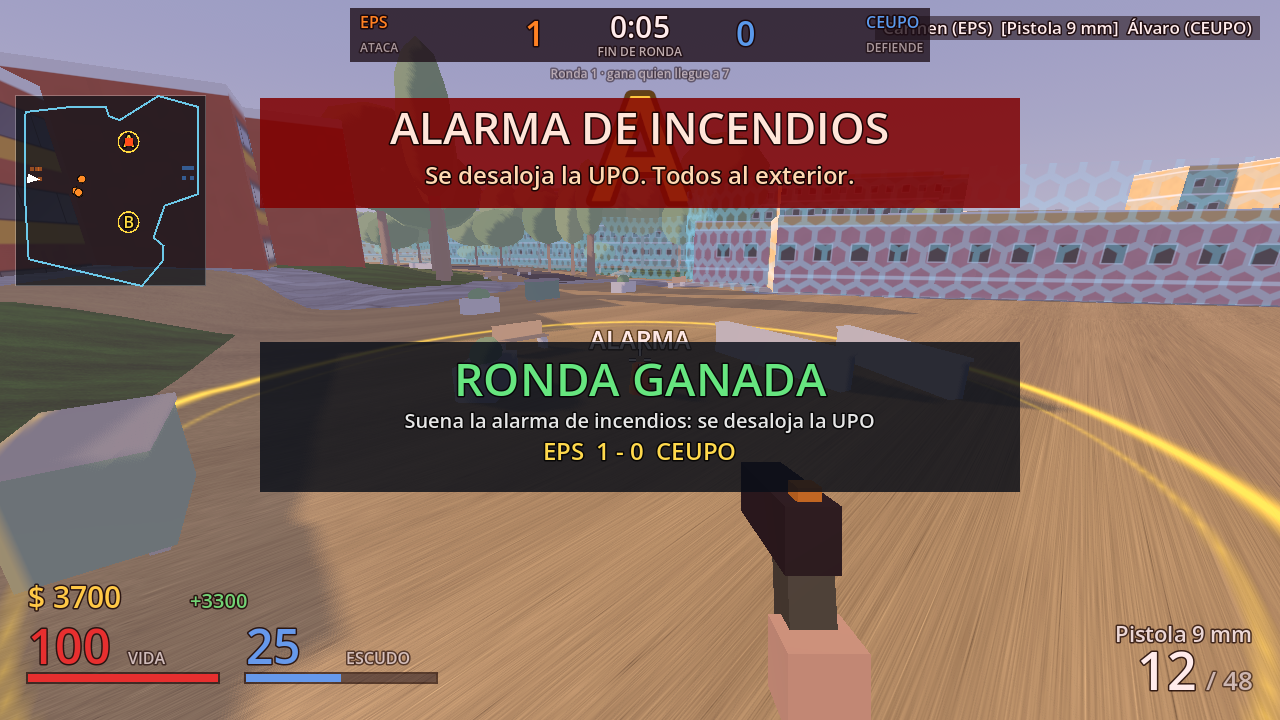 EPS 1 0:05 0 CEUPO
ATACA FIN DE RONDA DEFIENDE
Carmen (EPS) [Pistola 9 mm] Álvaro (CEUPO)
Ronda 1 · gana quien llegue a 7
A
ALARMA DE INCENDIOS
Se desaloja la UPO. Todos al exterior.
A
B
ALARMA
RONDA GANADA
Suena la alarma de incendios: se desaloja la UPO
EPS 1 - 0 CEUPO
$ 3700 +3300
100 VIDA 25 ESCUDO
Pistola 9 mm
12 / 48